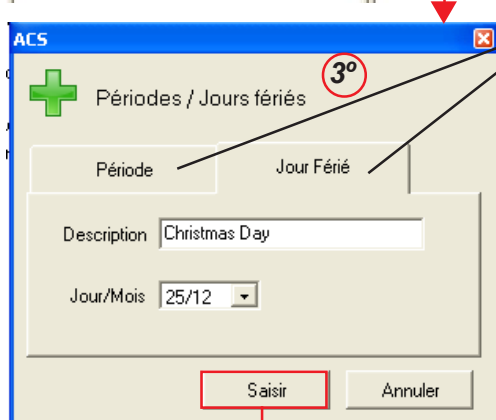 ACS
3º
Périodes / Jours fériés
Période
Jour Férié
Description Christmas Day
Jour/Mois 25/12
Saisir
Annuler